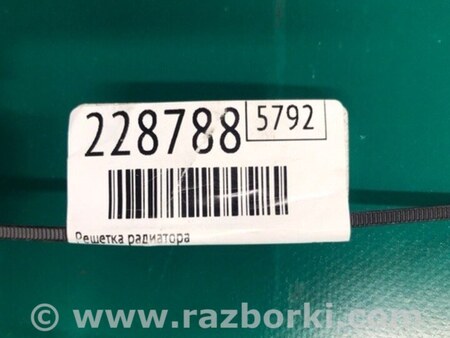 228788 5792
Решетка радиатора
© www.razborki.com